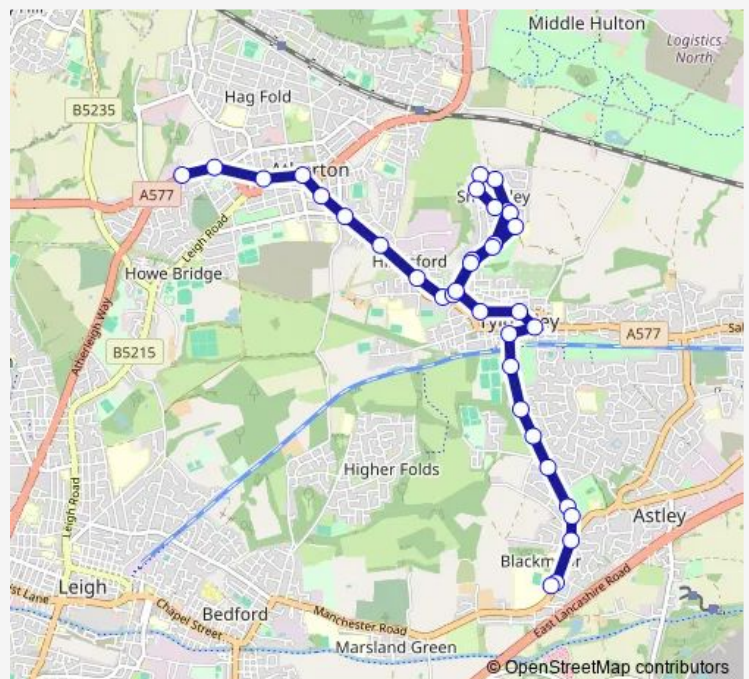 Middle Hulton
Logistics
North
Hag Fold
B5235
A577
Leigh Road
Howe Bridge
Atherleigh Way
B5215
A577
Higher Folds
Leigh Road
Astley
Leigh
Bedford
Chapel Street
Manchester Road
East Lancashire Road
Marsland Green
© OpenStreetMap contributors